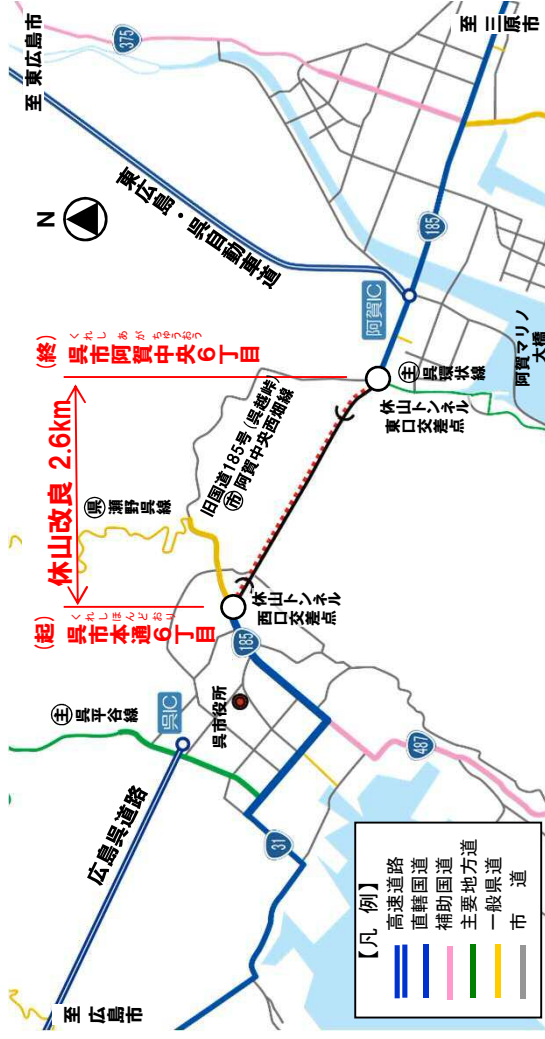 至 東広島市
375
至 三原市
N
東広島・呉自動車道
185
阿賀IC
(終)
くれし あが ちゅうおう
呉市阿賀中央6丁目
主 呉環状線
阿賀マリノ
大橋
休山トンネル
東口交差点
休山改良 2.6km
旧国道185号(呉越峠)
市 阿賀中央西畑線
県 瀬野呉線
(起)
くれしほんどおり
呉市本通6丁目
休山トンネル
西口交差点
185
主 呉平谷線
呉IC
呉市役所
広島呉道路
487
31
至 広島市
【凡 例】
高速道路
直轄国道
補助国道
主要地方道
一般県道
市 道